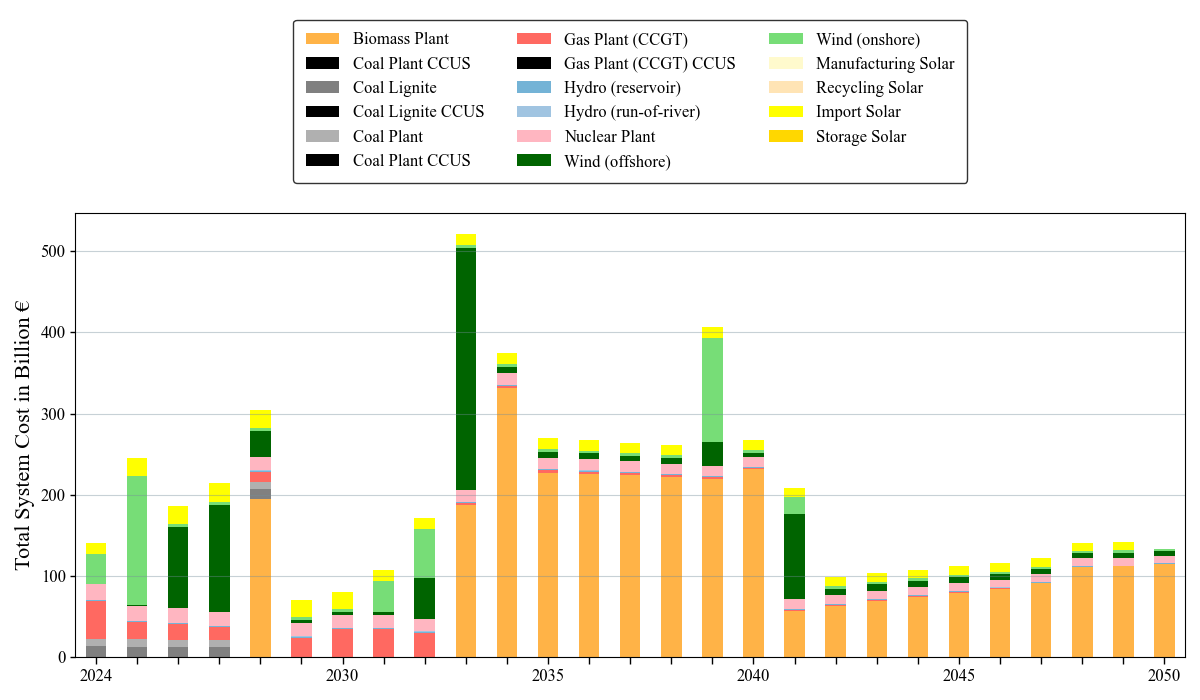 Biomass Plant
Coal Plant CCUS
Coal Lignite
Coal Lignite CCUS
Coal Plant
Coal Plant CCUS
Gas Plant (CCGT)
Gas Plant (CCGT) CCUS
Hydro (reservoir)
Hydro (run-of-river)
Nuclear Plant
Wind (offshore)
Wind (onshore)
Manufacturing Solar
Recycling Solar
Import Solar
Storage Solar
Total System Cost in Billion €
500
400
300
200
100
0
2024
2030
2035
2040
2045
2050